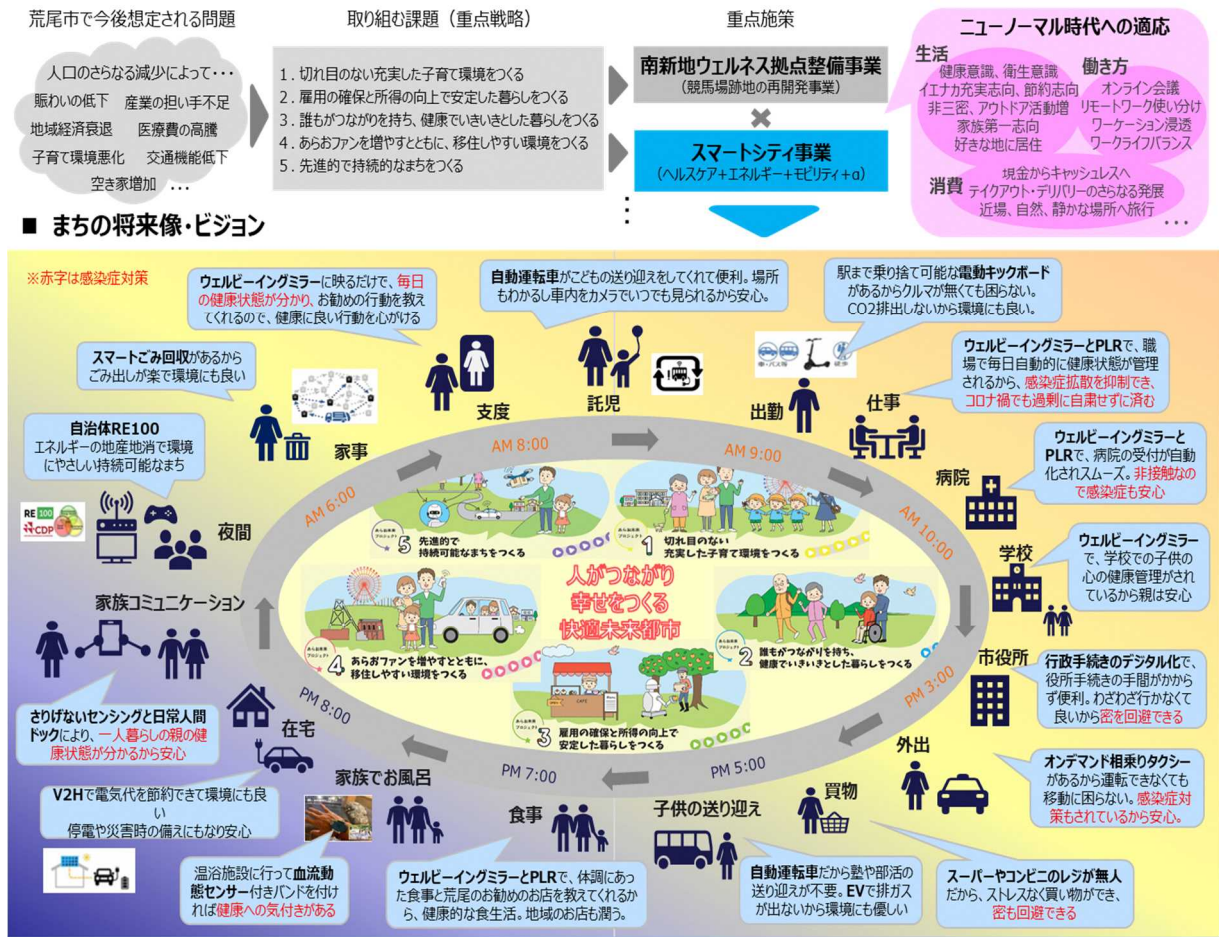 荒尾市で今後想定される問題
人口のさらなる減少によって・・・
賑わいの低下 産業の担い手不足
地域経済衰退 医療費の高騰
子育て環境悪化 交通機能低下
空き家増加 ・・・
取り組む課題（重点戦略）
1．切れ目のない充実した子育て環境をつくる
2．雇用の確保と所得の向上で安定した暮らしをつくる
3．誰もがつながりを持ち、健康でいきいきとした暮らしをつくる
4．あらおファンを増やすとともに、移住しやすい環境をつくる
5．先進的で持続的なまちをつくる
重点施策
南新地ウェルネス拠点整備事業
（競馬場跡地の再開発事業）
×
スマートシティ事業
（ヘルスケア+エネルギー+モビリティ+α）
ニューノーマル時代への適応
生活
健康意識、衛生意識
イエナカ充実志向、節約志向
非三密、アウトドア活動増
家族第一志向
好きな地に居住
働き方
オンライン会議
リモートワーク使い分け
ワーケーション浸透
ワークライフバランス
消費
現金からキャッシュレスへ
テイクアウト・デリバリーのさらなる発展
近場、自然、静かな場所へ旅行
・・・
■ まちの将来像・ビジョン
※赤字は感染症対策
ウェルビーイングミラーに映るだけで、毎日
の健康状態が分かり、お勧めの行動を教え
てくれるので、健康に良い行動を心がける
支度
自動運転車がこどもの送り迎えをしてくれて便利。場所
もわかるし車内をカメラでいつでも見られるから安心。
託児
駅まで乗り捨て可能な電動キックボード
があるからクルマが無くても困らない。
CO2排出しないから環境にも良い。
出勤
ウェルビーイングミラーとPLRで、職
場で毎日自動的に健康状態が管理
されるから、感染症拡散を抑制でき、
コロナ禍でも過剰に自粛せずに済む
仕事
ウェルビーイングミラーと
PLRで、病院の受付が自動
化されスムーズ。非接触なの
で感染症も安心
病院
ウェルビーイングミラー
で、学校での子供の
心の健康管理がされ
ているから親は安心
学校
行政手続きのデジタル化で、
役所手続きの手間がかから
ず便利。わざわざ行かなくて
良いから密を回避できる
市役所
オンデマンド相乗りタクシー
があるから運転できなくても
移動に困らない。感染症対
策もされているから安心。
外出
スーパーやコンビニのレジが無人
だから、ストレスなく買い物ができ、
密も回避できる
買物
自動運転車だから塾や部活の
送り迎えが不要。EVで排ガス
が出ないから環境にも優しい
子供の送り迎え
ウェルビーイングミラーとPLRで、体調にあっ
た食事と荒尾のお勧めのお店を教えてくれるか
ら、健康的な食生活。地域のお店も潤う。
食事
温浴施設に行って血流動
態センサー付きバンドを付け
れば健康への気付きがある
家族でお風呂
V2Hで電気代を節約できて環境にも良
い
停電や災害時の備えにもなり安心
在宅
さりげないセンシングと日常人間
ドックにより、一人暮らしの親の健
康状態が分かるから安心
家族コミュニケーション
自治体RE100
エネルギーの地産地消で環境
にやさしい持続可能なまち
RE 100
CDP
夜間
スマートごみ回収があるから
ごみ出しが楽で環境にも良い
家事
AM 6:00
AM 8:00
AM 9:00
AM 10:00
PM 3:00
PM 5:00
PM 7:00
PM 8:00
人がつながり
幸せをつくる
快適未来都市
あらお未来
プロジェクト
1 切れ目のない
充実した子育て環境をつくる
あらお未来
プロジェクト
2 誰もがつながりを持ち、
健康でいきいきとした暮らしをつくる
あらお未来
プロジェクト
3 雇用の確保と所得の向上で
安定した暮らしをつくる
CAFE
あらお未来
プロジェクト
4 あらおファンを増やすとともに、
移住しやすい環境をつくる
あらお未来
プロジェクト
5 先進的で
持続可能なまちをつくる